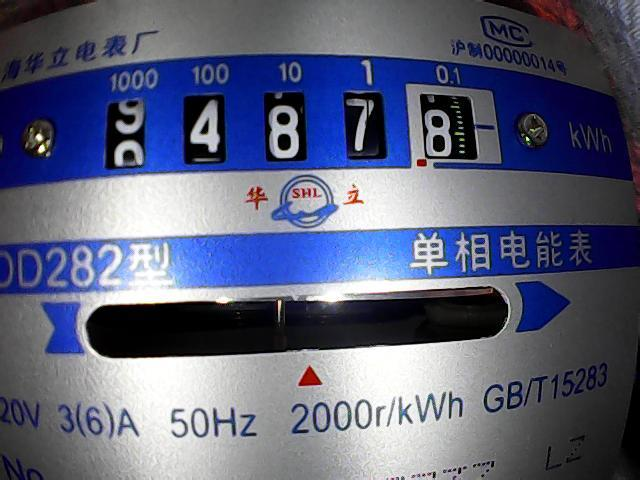 MC
海华立电表厂
沪制00000014号
1000 100 10 1 0.1
4 8 7 8 kWh
华 SHL 立
DD282型 单相电能表
20V 3(6)A 50Hz 2000r/kWh GB/T15283
No